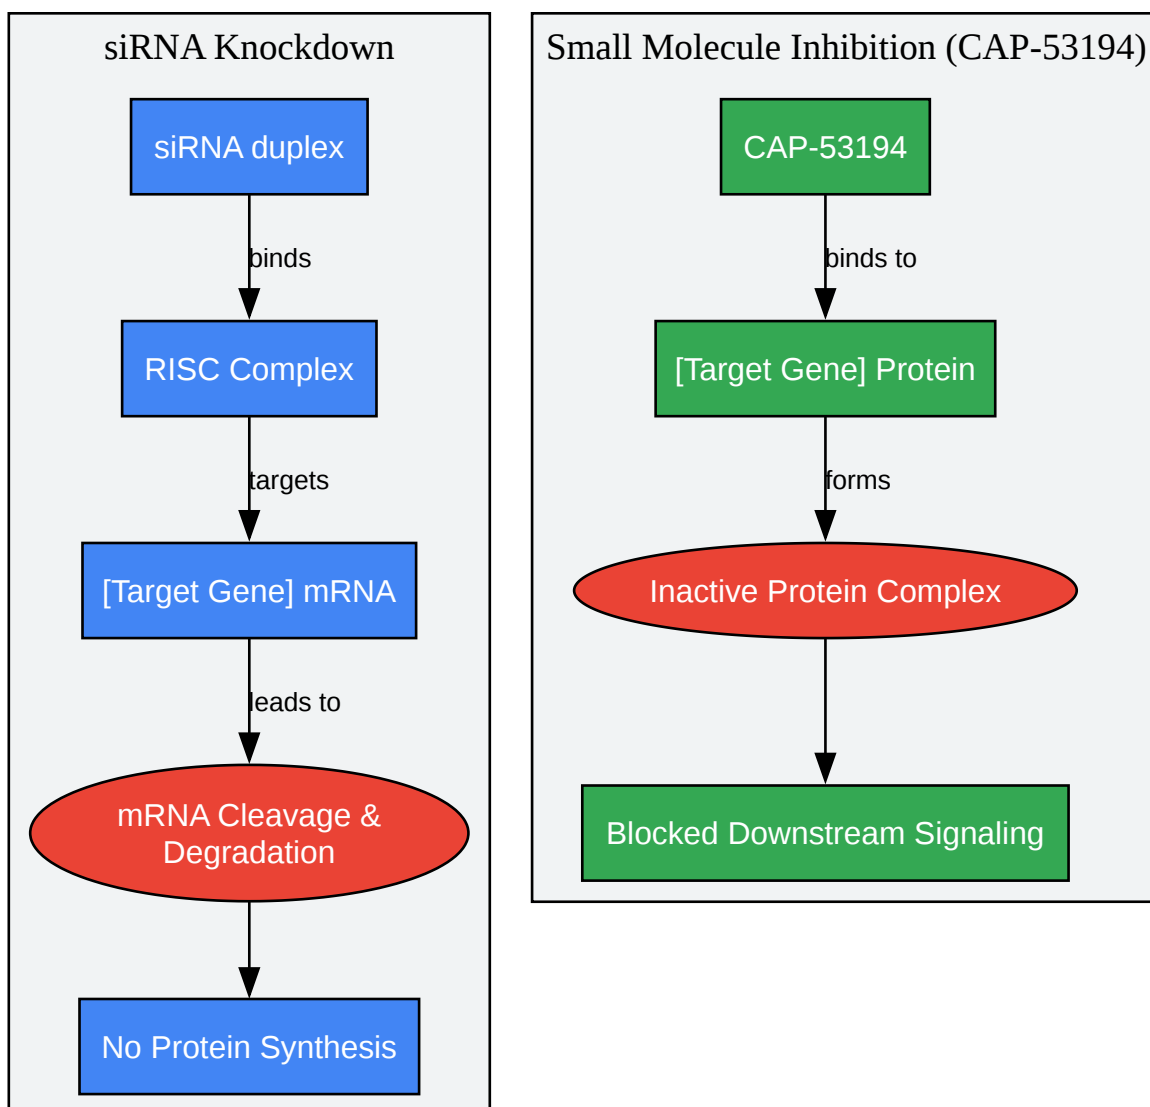 siRNA Knockdown
siRNA duplex
binds
RISC Complex
targets
[Target Gene] mRNA
leads to
mRNA Cleavage &
Degradation
No Protein Synthesis
Small Molecule Inhibition (CAP-53194)
CAP-53194
binds to
[Target Gene] Protein
forms
Inactive Protein Complex
Blocked Downstream Signaling